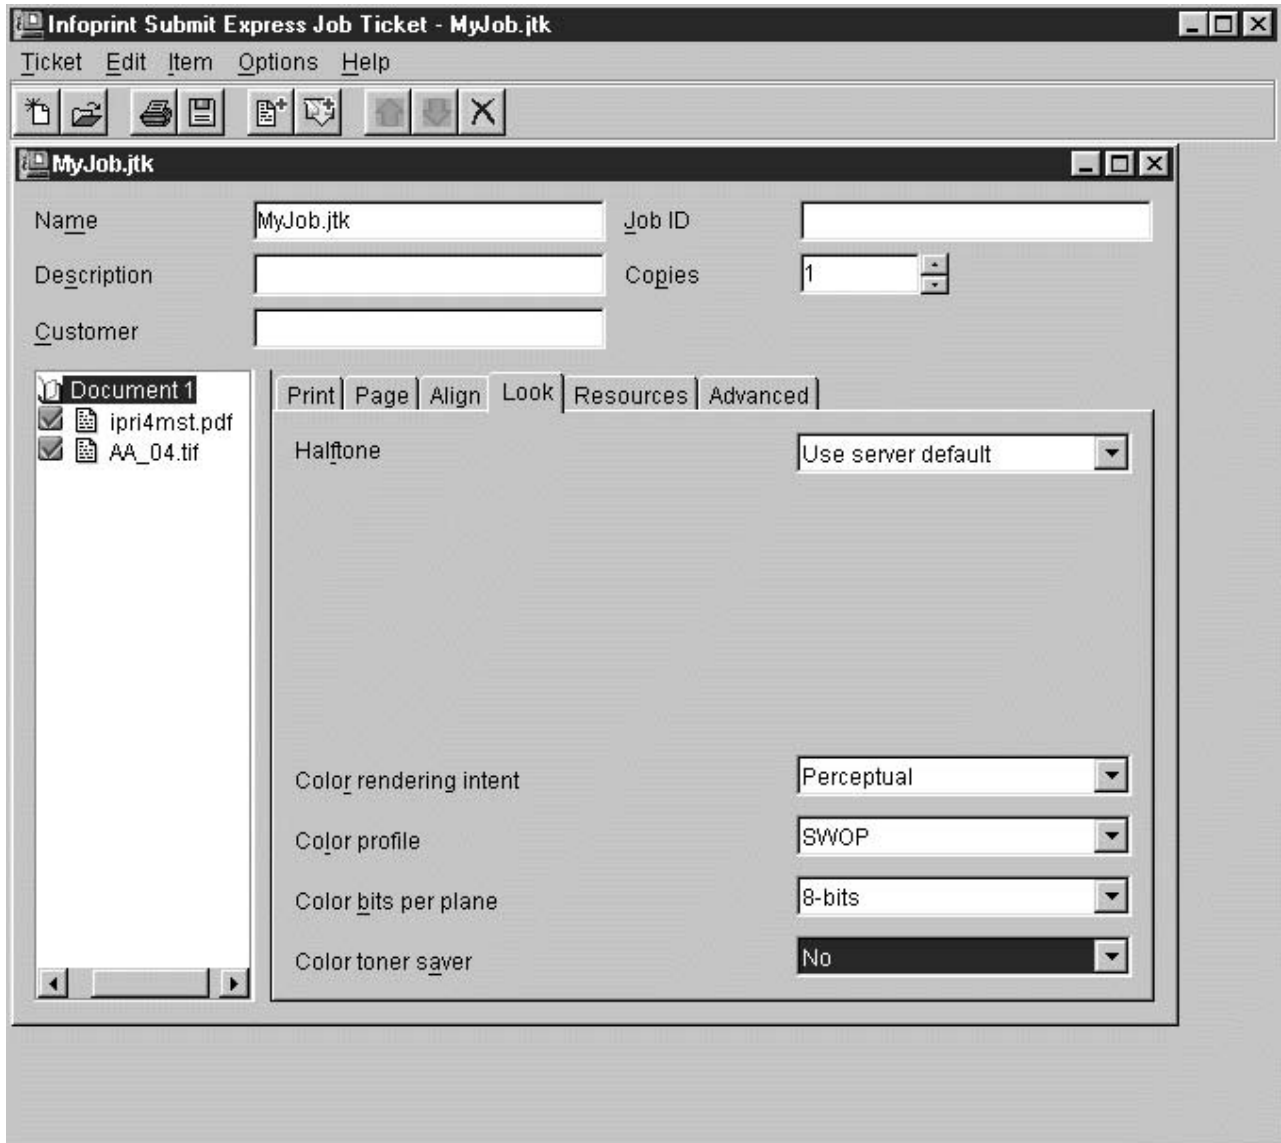 Infoprint Submit Express Job Ticket - MyJob.jtk
Ticket Edit Item Options Help
MyJob.jtk
Name MyJob.jtk Job ID
Description Copies 1
Customer
Document 1
ipri4mst.pdf
AA_04.tif
Print Page Align Look Resources Advanced
Halftone Use server default
Color rendering intent Perceptual
Color profile SWOP
Color bits per plane 8-bits
Color toner saver No